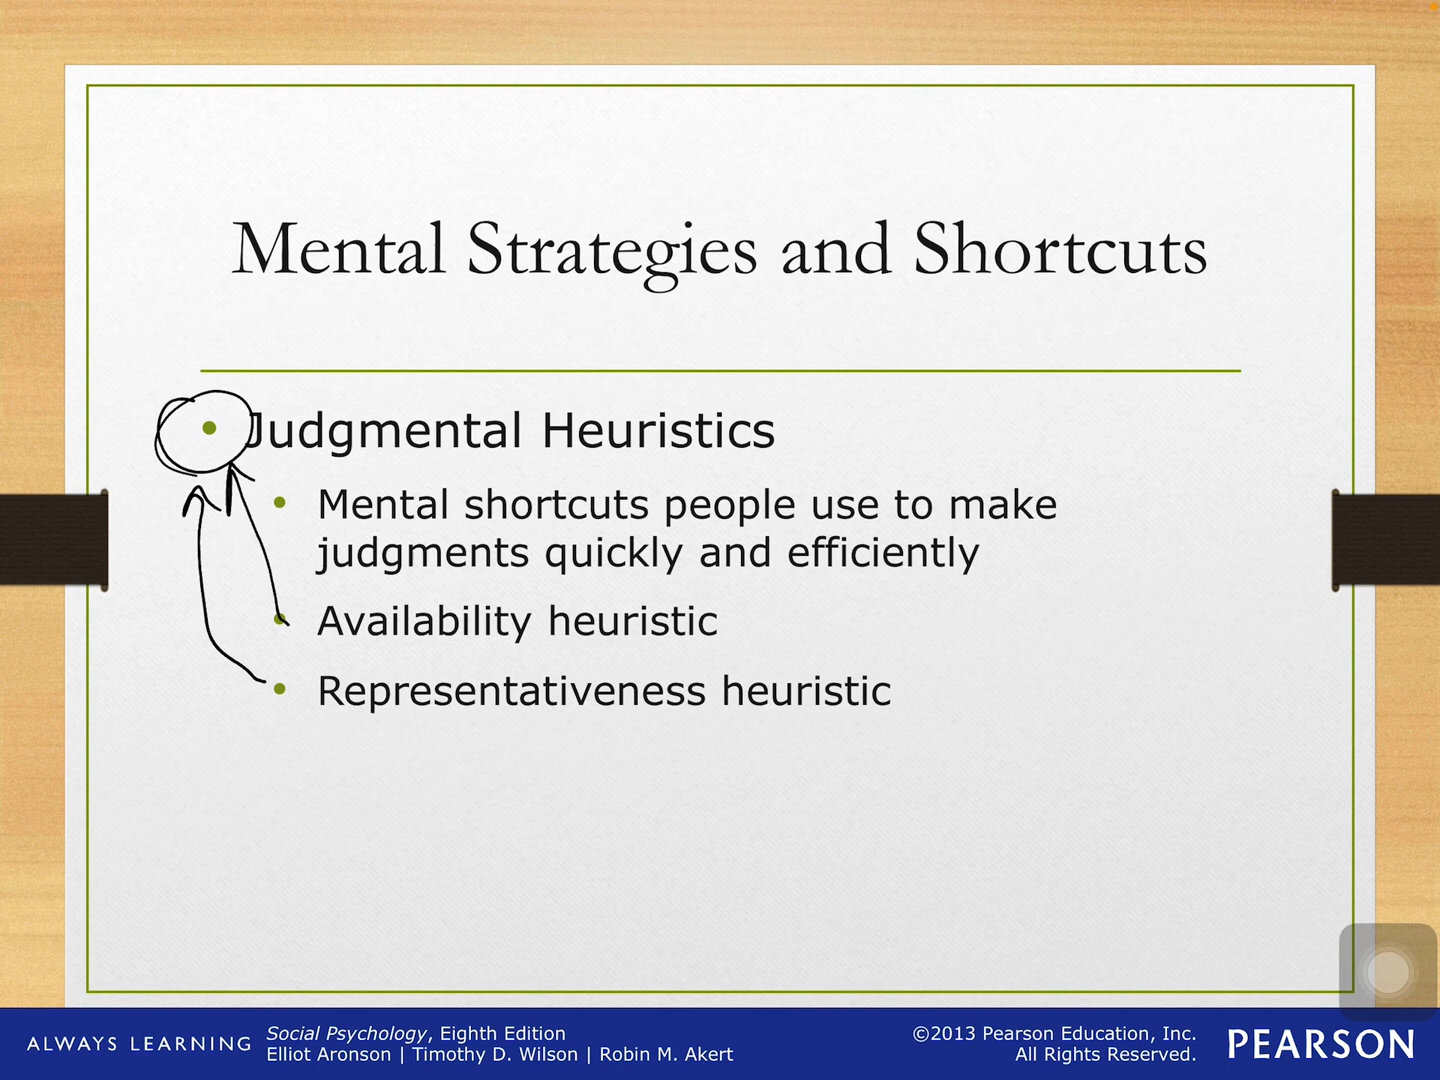 Mental Strategies and Shortcuts
• Judgmental Heuristics
• Mental shortcuts people use to make
judgments quickly and efficiently
• Availability heuristic
• Representativeness heuristic
ALWAYS LEARNING
Social Psychology, Eighth Edition
Elliot Aronson | Timothy D. Wilson | Robin M. Akert
©2013 Pearson Education, Inc.
All Rights Reserved.
PEARSON